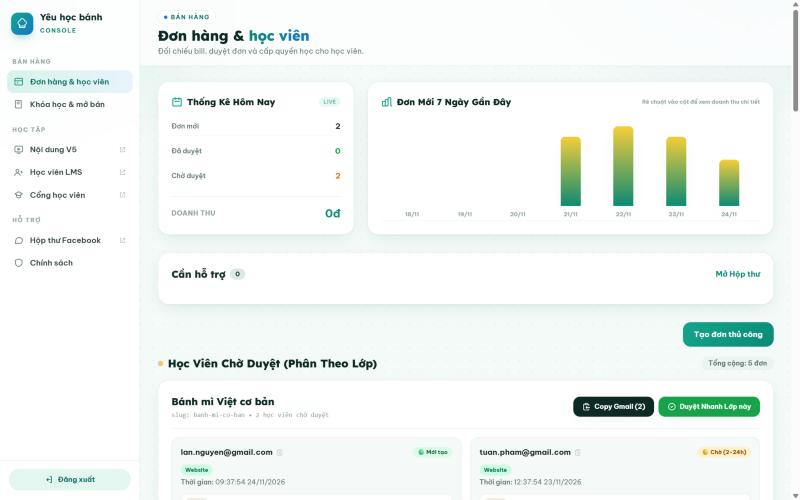 Yêu học bánh
CONSOLE
BÁN HÀNG
Đơn hàng & học viên
Khóa học & mở bán
HỌC TẬP
Nội dung V5
Học viên LMS
Cổng học viên
HỖ TRỢ
Hộp thư Facebook
Chính sách
Đăng xuất
BÁN HÀNG
Đơn hàng & học viên
Đối chiếu bill, duyệt đơn và cấp quyền học cho học viên.
Thống Kê Hôm Nay LIVE
Đơn mới 2
Đã duyệt 0
Chờ duyệt 2
DOANH THU 0đ
Đơn Mới 7 Ngày Gần Đây Rê chuột vào cột để xem doanh thu chi tiết
18/11 19/11 20/11 21/11 22/11 23/11 24/11
Cần hỗ trợ 0 Mở Hộp thư
Tạo đơn thủ công
Học Viên Chờ Duyệt (Phân Theo Lớp) Tổng cộng: 5 đơn
Bánh mì Việt cơ bản
slug: banh-mi-co-ban • 2 học viên chờ duyệt
Copy Gmail (2) Duyệt Nhanh Lớp này
lan.nguyen@gmail.com Mới tạo
Website
Thời gian: 09:37:54 24/11/2026
tuan.pham@gmail.com Chờ (2-24h)
Website
Thời gian: 12:37:54 23/11/2026